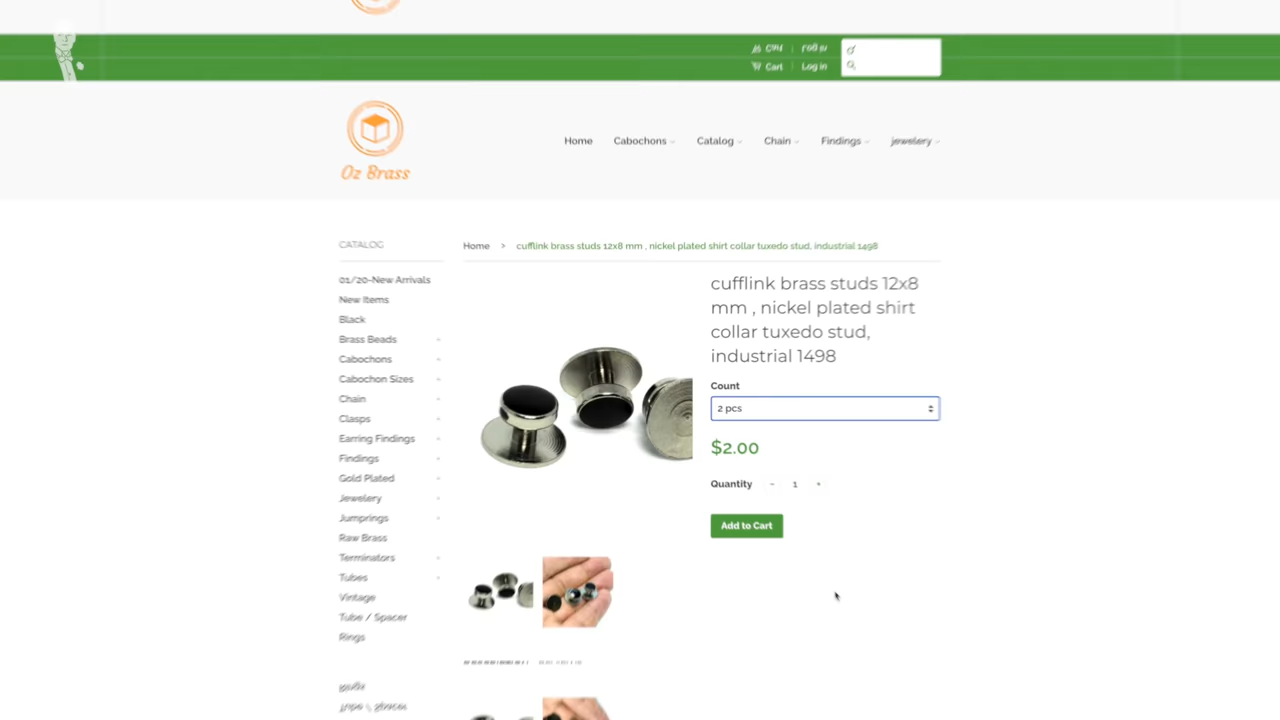 Cart | Log in
Oz Brass
Home Cabochons Catalog Chain Findings jewelery
CATALOG
Home > cufflink brass studs 12x8 mm , nickel plated shirt collar tuxedo stud, industrial 1498
01/20-New Arrivals
New Items
Black
Brass Beads
Cabochons
Cabochon Sizes
Chain
Clasps
Earring Findings
Findings
Gold Plated
Jewelery
Jumprings
Raw Brass
Terminators
Tubes
Vintage
Tube / Spacer
Rings
cufflink brass studs 12x8
mm , nickel plated shirt
collar tuxedo stud,
industrial 1498
Count
2 pcs
$2.00
Quantity - 1 +
Add to Cart